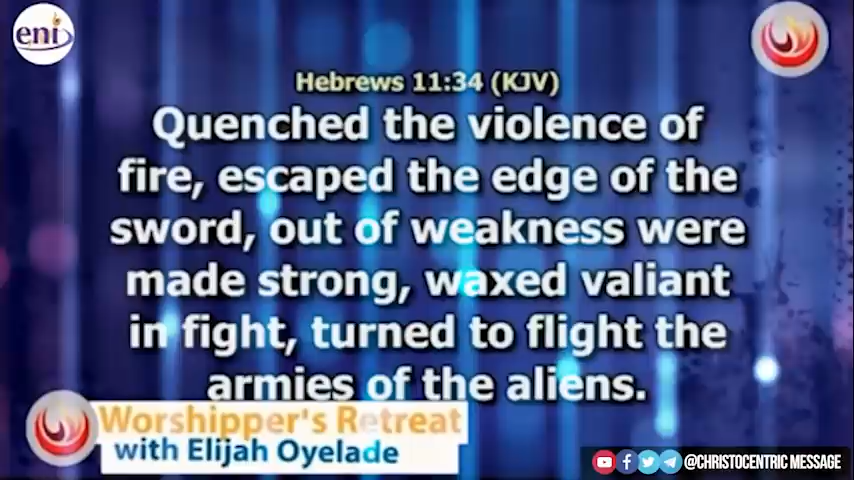 eni
Hebrews 11:34 (KJV)
Quenched the violence of
fire, escaped the edge of the
sword, out of weakness were
made strong, waxed valiant
in fight, turned to flight the
armies of the aliens.
Worshipper's Retreat
with Elijah Oyelade
@CHRISTOCENTRIC MESSAGE